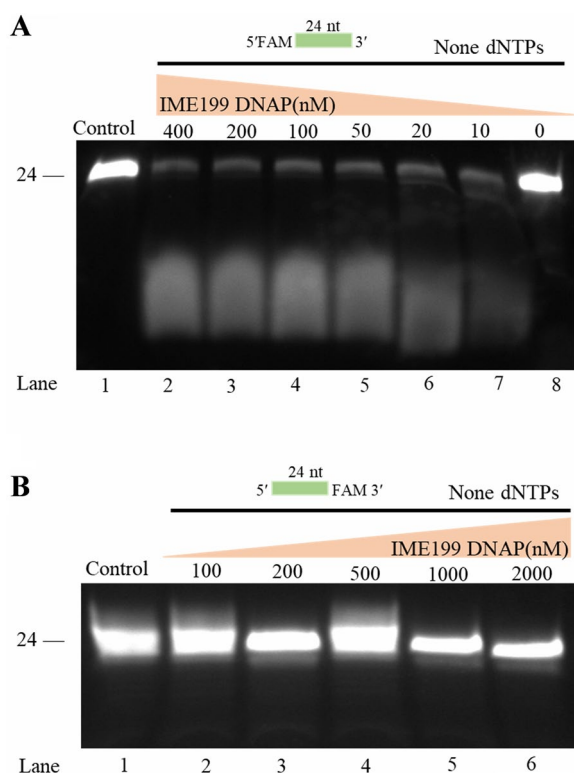 A
24 nt
5′FAM 3′
None dNTPs
IME199 DNAP(nM)
Control 400 200 100 50 20 10 0
24
Lane 1 2 3 4 5 6 7 8
B
24 nt
5′ FAM 3′
None dNTPs
IME199 DNAP(nM)
Control 100 200 500 1000 2000
24
Lane 1 2 3 4 5 6